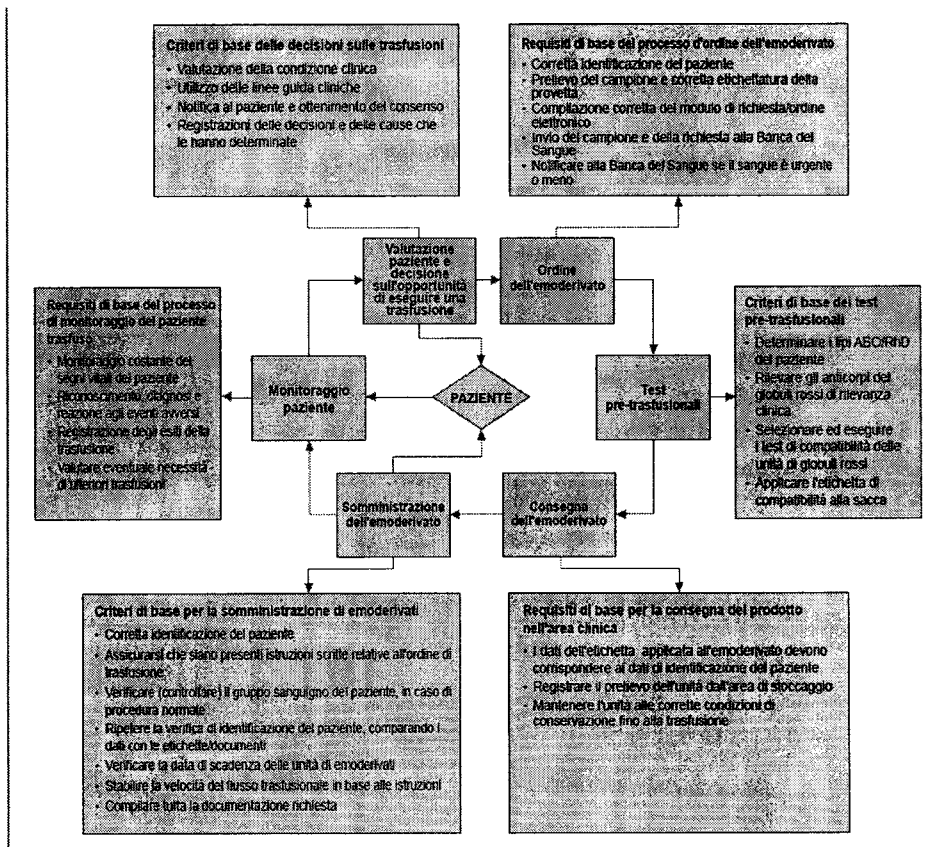 Criteri di base delle decisioni sulle trasfusioni
- Valutazione della condizione clinica
- Utilizzo delle linee guida cliniche
- Notifica al paziente e ottenimento del consenso
- Registrazioni delle decisioni e delle cause che
le hanno determinate
Requisiti di base del processo d'ordine dell'emoderivato
- Corretta identificazione del paziente
- Prelievo del campione e corretta etichettatura della
provetta
- Compilazione corretta del modulo di richiesta/ordine
elettronico
- Invio del campione e della richiesta alla Banca del
Sangue
- Notificare alla Banca del Sangue se il sangue è urgente
o meno
Valutazione
paziente e
decisione
sull'opportunità
di eseguire una
trasfusione
Ordine
dell'emoderivato
Requisiti di base del processo
di monitoraggio del paziente
trasfuso
- Monitoraggio costante dei
segni vitali del paziente
- Riconoscimento, diagnosi e
reazione agli eventi avversi
- Registrazione degli esiti della
trasfusione
- Valutare eventuale necessità
di ulteriori trasfusioni
Monitoraggio
paziente
PAZIENTE
Test
pre-trasfusionali
Criteri di base dei test
pre-trasfusionali
- Determinare i tipi ABO/RhD
del paziente
- Rilevare gli anticorpi dei
globuli rossi di rilevanza
clinica
- Selezionare ed eseguire
i test di compatibilità delle
unità di globuli rossi
- Applicare l'etichetta di
compatibilità alla sacca
Somministrazione
dell'emoderivato
Consegna
dell'emoderivato
Criteri di base per la somministrazione di emoderivati
- Corretta identificazione del paziente
- Assicurarsi che siano presenti istruzioni scritte relative all'ordine di
trasfusione
- Verificare (controllare) il gruppo sanguigno del paziente, in caso di
procedura normale
- Ripetere la verifica di identificazione del paziente, comparando i
dati con le etichette/documenti
- Verificare la data di scadenza delle unità di emoderivati
- Stabilire la velocità del flusso trasfusionale in base alle istruzioni
- Compilare tutta la documentazione richiesta
Requisiti di base per la consegna del prodotto
nell'area clinica
- I dati dell'etichetta applicata all'emoderivato devono
corrispondere ai dati di identificazione del paziente
- Registrare il prelievo dell'unità dall'area di stoccaggio
- Mantenere l'unità alle corrette condizioni di
conservazione fino alla trasfusione